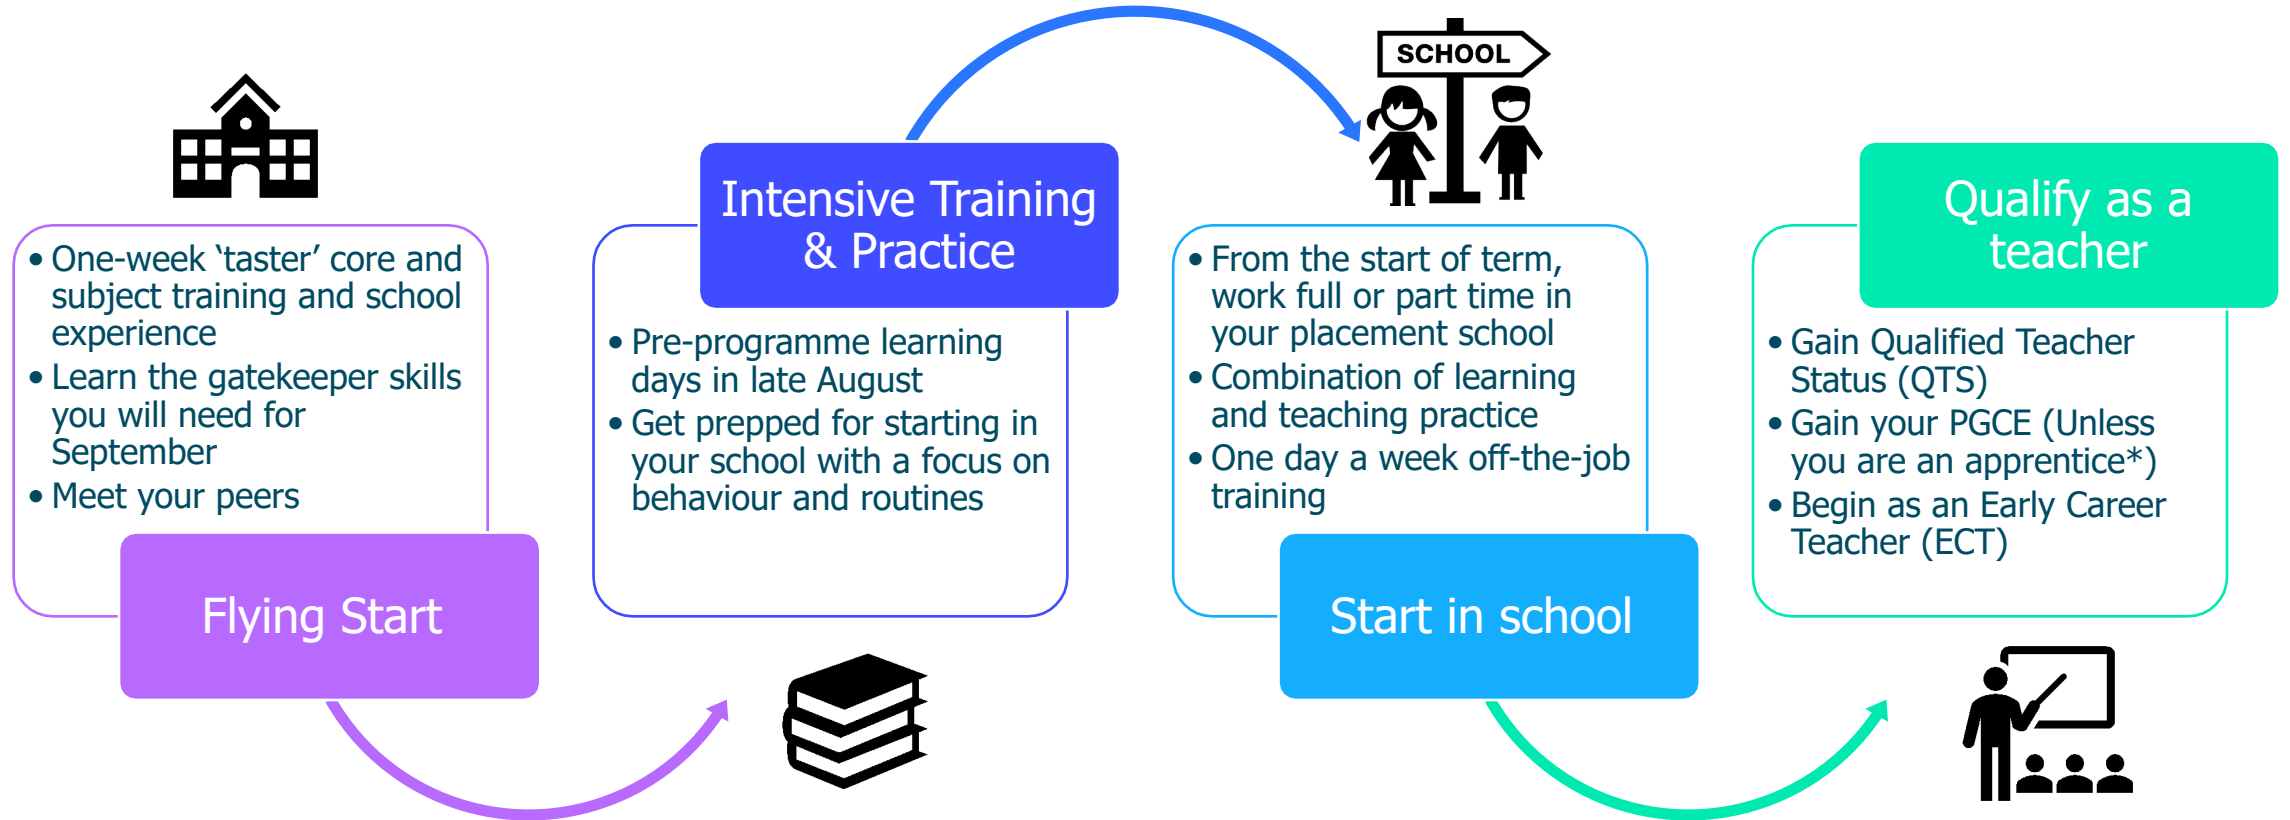 • One-week ‘taster’ core and
subject training and school
experience
• Learn the gatekeeper skills
you will need for
September
• Meet your peers
Flying Start
Intensive Training
& Practice
• Pre-programme learning
days in late August
• Get prepped for starting in
your school with a focus on
behaviour and routines
SCHOOL
• From the start of term,
work full or part time in
your placement school
• Combination of learning
and teaching practice
• One day a week off-the-job
training
Start in school
Qualify as a
teacher
• Gain Qualified Teacher
Status (QTS)
• Gain your PGCE (Unless
you are an apprentice*)
• Begin as an Early Career
Teacher (ECT)